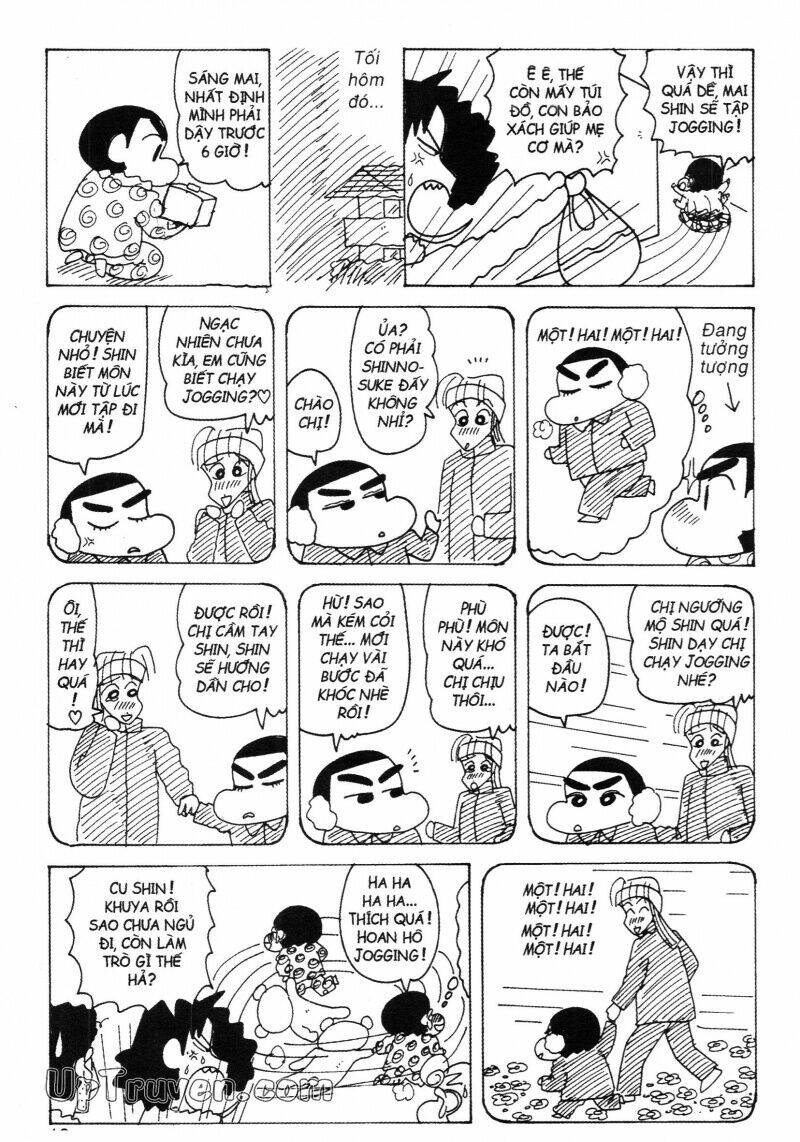 VẬY THÌ
QUÁ DỄ, MAI
SHIN SẼ TẬP
JOGGING!
Ê Ê, THẾ
CÒN MẤY TÚI
ĐỒ, CON BẢO
XÁCH GIÚP MẸ
CƠ MÀ?
Tối
hôm
đó...
SÁNG MAI,
NHẤT ĐỊNH
MÌNH PHẢI
DẬY TRƯỚC
6 GIỜ!
Đang
tưởng
tượng
MỘT! HAI! MỘT! HAI!
ỦA?
CÓ PHẢI
SHINNO-
SUKE ĐẤY
KHÔNG
NHỈ?
CHÀO
CHỊ!
NGẠC
NHIÊN CHƯA
KÌA, EM CŨNG
BIẾT CHẠY
JOGGING?♡
CHUYỆN
NHỎ! SHIN
BIẾT MÔN
NÀY TỪ LÚC
MỚI TẬP ĐI
MÀ!
CHỊ NGƯỠNG
MỘ SHIN QUÁ!
SHIN DẠY CHỊ
CHẠY JOGGING
NHÉ?
ĐƯỢC!
TA BẮT
ĐẦU
NÀO!
PHÙ
PHÙ! MÔN
NÀY KHÓ
QUÁ...
CHỊ CHỊU
THÔI...
HỪ! SAO
MÀ KÉM CỎI
THẾ... MỚI
CHẠY VÀI
BƯỚC ĐÃ
KHÓC NHÈ
RỒI!
ĐƯỢC RỒI!
CHỊ CẦM TAY
SHIN, SHIN
SẼ HƯỚNG
DẪN CHO!
ÔI,
THẾ
THÌ
HAY
QUÁ
!
♡
MỘT! HAI!
MỘT! HAI!
MỘT! HAI!
MỘT! HAI!
HA HA
HA HA...
THÍCH QUÁ!
HOAN HÔ
JOGGING!
CU SHIN!
KHUYA RỒI
SAO CHƯA NGỦ
ĐI, CÒN LÀM
TRÒ GÌ THẾ
HẢ?
UpTruyen.com